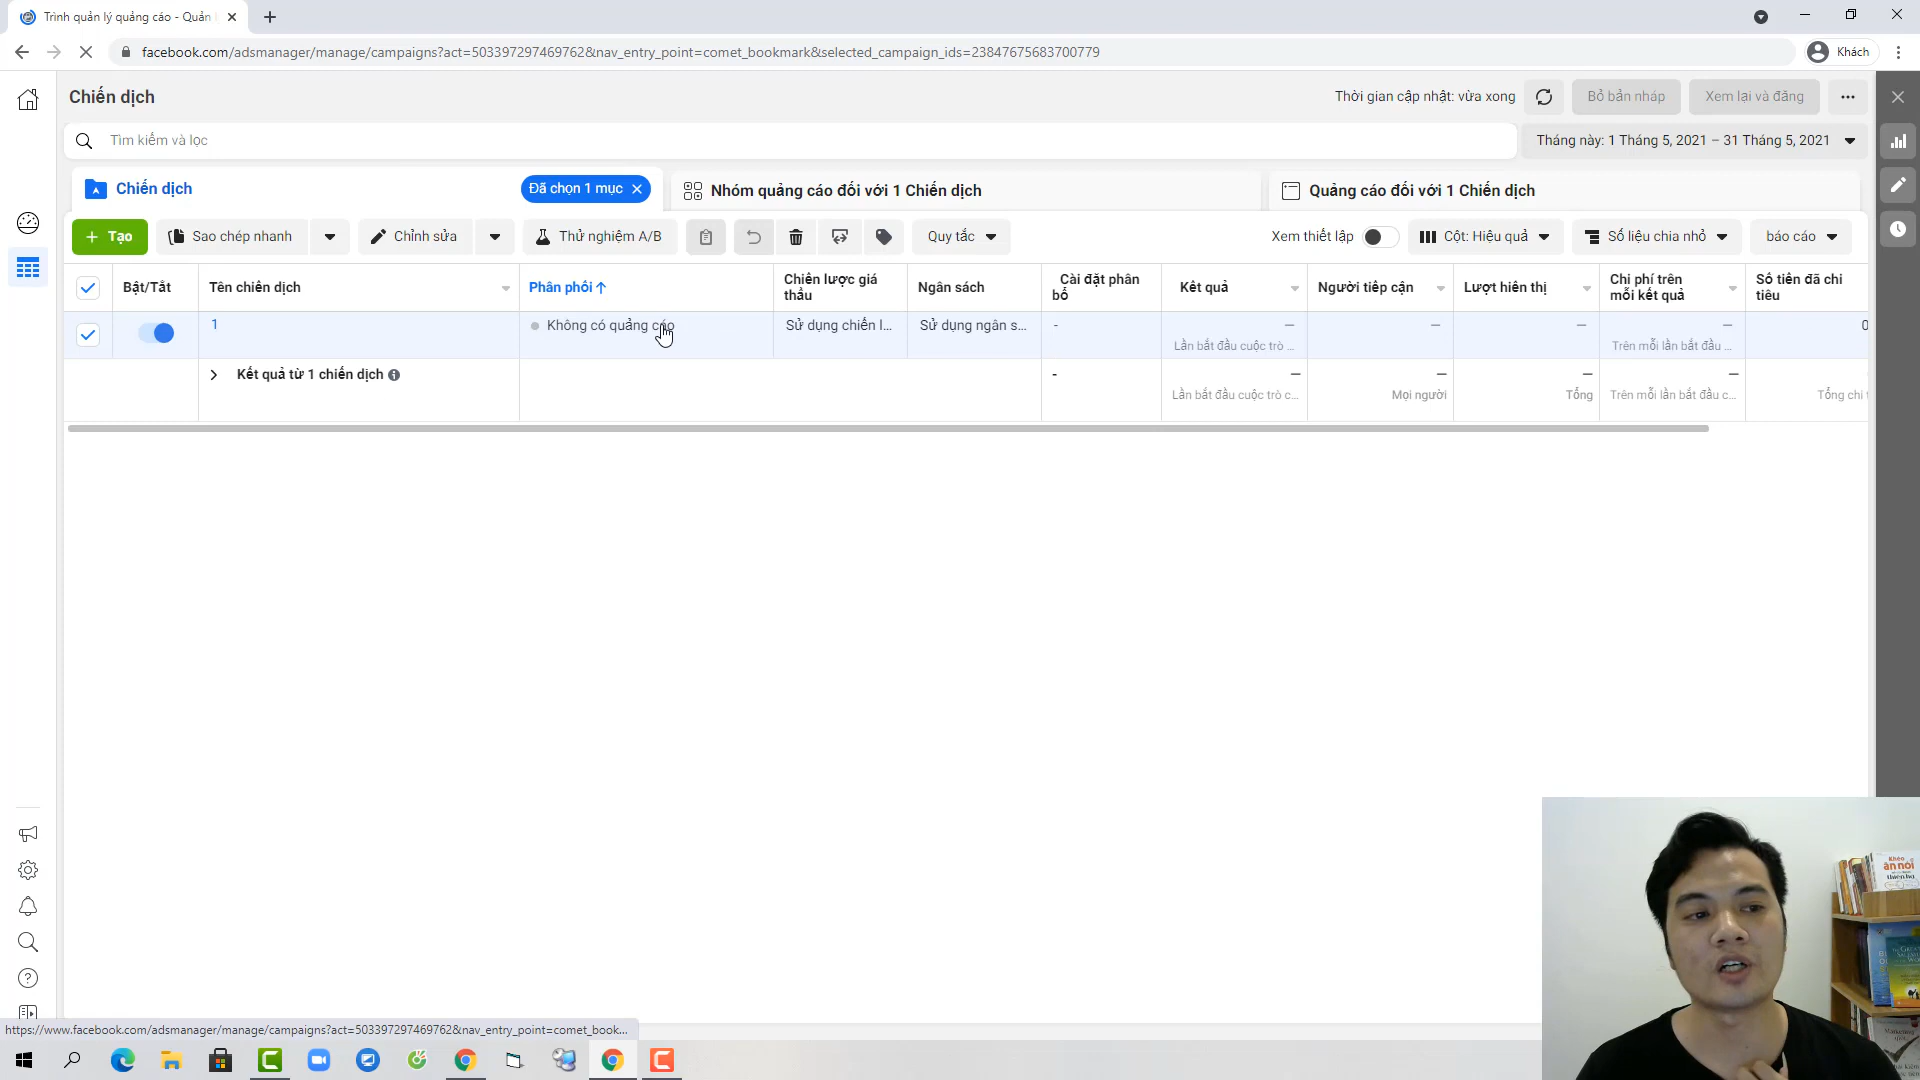 Trình quản lý quảng cáo - Quản
facebook.com/adsmanager/manage/campaigns?act=503397297469762&nav_entry_point=comet_bookmark&selected_campaign_ids=23847675683700779
Khách
Chiến dịch
Thời gian cập nhật: vừa xong
Bỏ bản nháp
Xem lại và đăng
Tìm kiếm và lọc
Tháng này: 1 Tháng 5, 2021 – 31 Tháng 5, 2021
Chiến dịch
Đã chọn 1 mục
Nhóm quảng cáo đối với 1 Chiến dịch
Quảng cáo đối với 1 Chiến dịch
+ Tạo
Sao chép nhanh
Chỉnh sửa
Thử nghiệm A/B
Quy tắc
Xem thiết lập
Cột: Hiệu quả
Số liệu chia nhỏ
báo cáo
Bật/Tắt
Tên chiến dịch
Phân phối ↑
Chiến lược giá thầu
Ngân sách
Cài đặt phân bổ
Kết quả
Người tiếp cận
Lượt hiển thị
Chi phí trên mỗi kết quả
Số tiền đã chi tiêu
1
Không có quảng cáo
Sử dụng chiến l...
Sử dụng ngân s...
-
—
—
—
—
0
Lần bắt đầu cuộc trò ...
Trên mỗi lần bắt đầu ...
Kết quả từ 1 chiến dịch
-
—
—
—
—
Lần bắt đầu cuộc trò c...
Mọi người
Tổng
Trên mỗi lần bắt đầu c...
Tổng chi
https://www.facebook.com/adsmanager/manage/campaigns?act=503397297469762&nav_entry_point=comet_book...
Khéo
ăn nói